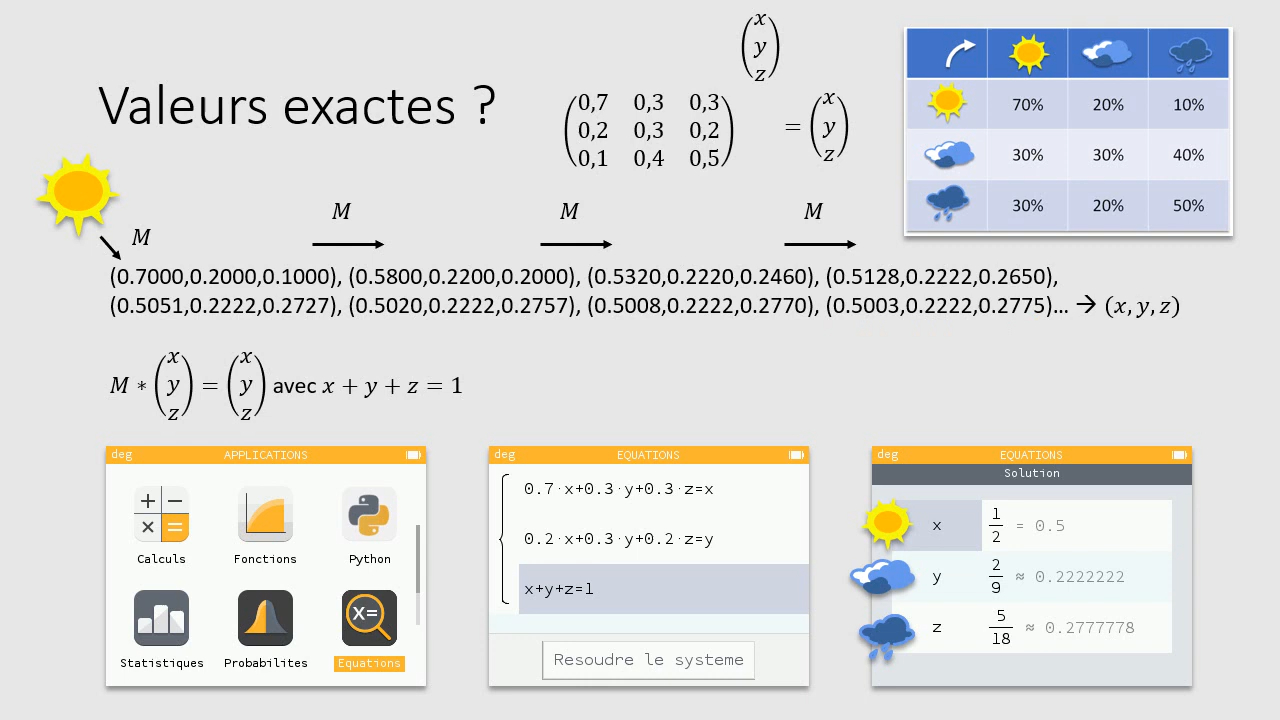 Valeurs exactes ?
x
y
z
0,7 0,3 0,3
0,2 0,3 0,2
0,1 0,4 0,5
=
x
y
z
70% 20% 10%
30% 30% 40%
30% 20% 50%
M M M M
(0.7000,0.2000,0.1000), (0.5800,0.2200,0.2000), (0.5320,0.2220,0.2460), (0.5128,0.2222,0.2650),
(0.5051,0.2222,0.2727), (0.5020,0.2222,0.2757), (0.5008,0.2222,0.2770), (0.5003,0.2222,0.2775)... → (x, y, z)
x x
M ∗ y = y avec x + y + z = 1
z z
deg APPLICATIONS
Calculs Fonctions Python
X=
Statistiques Probabilites Equations
deg EQUATIONS
0.7·x+0.3·y+0.3·z=x
0.2·x+0.3·y+0.2·z=y
x+y+z=1
Resoudre le systeme
deg EQUATIONS
Solution
x 1/2 = 0.5
y 2/9 ≈ 0.2222222
z 5/18 ≈ 0.2777778